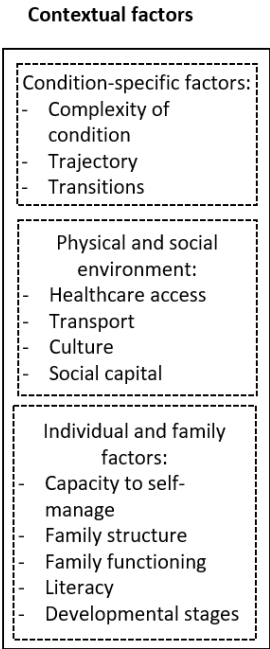 Contextual factors
Condition-specific factors:
- Complexity of
condition
- Trajectory
- Transitions
Physical and social
environment:
- Healthcare access
- Transport
- Culture
- Social capital
Individual and family
factors:
- Capacity to self-
manage
- Family structure
- Family functioning
- Literacy
- Developmental stages